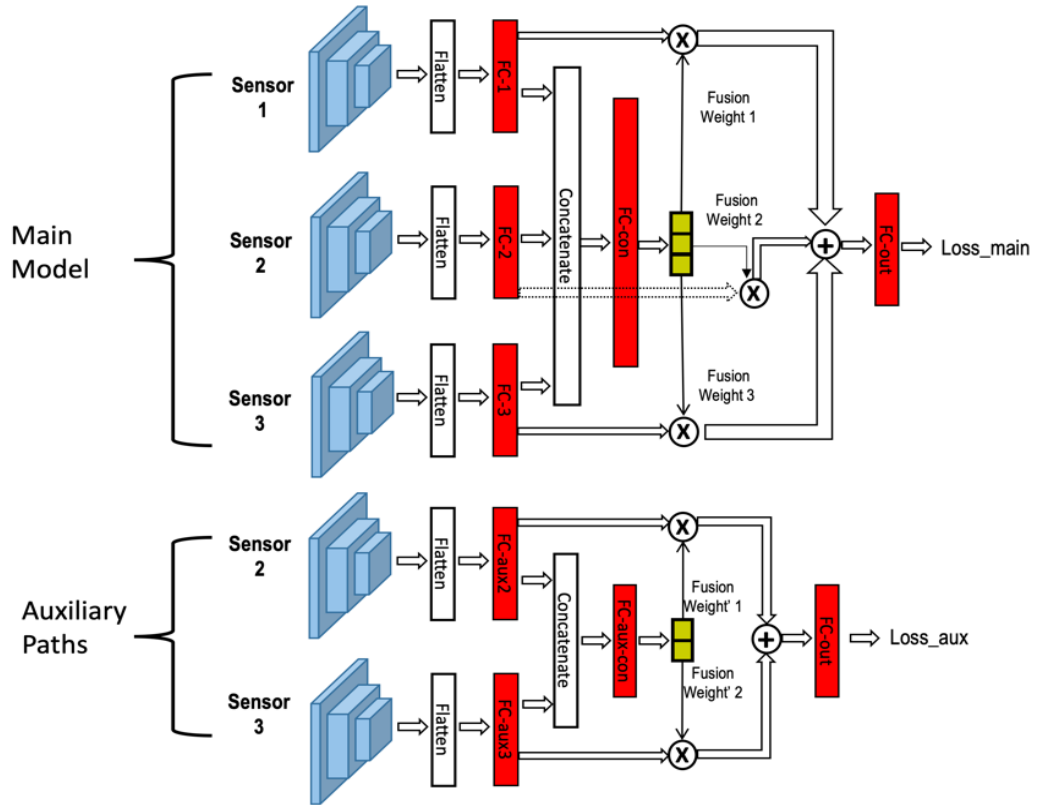 Main
Model
Sensor
1
Flatten
FC-1
Sensor
2
Flatten
FC-2
Sensor
3
Flatten
FC-3
Concatenate
FC-con
Fusion
Weight 1
X
Fusion
Weight 2
X
Fusion
Weight 3
X
+
FC-out
Loss_main
Auxiliary
Paths
Sensor
2
Flatten
FC-aux2
Sensor
3
Flatten
FC-aux3
Concatenate
FC-aux-con
X
Fusion
Weight' 1
Fusion
Weight' 2
X
+
FC-out
Loss_aux